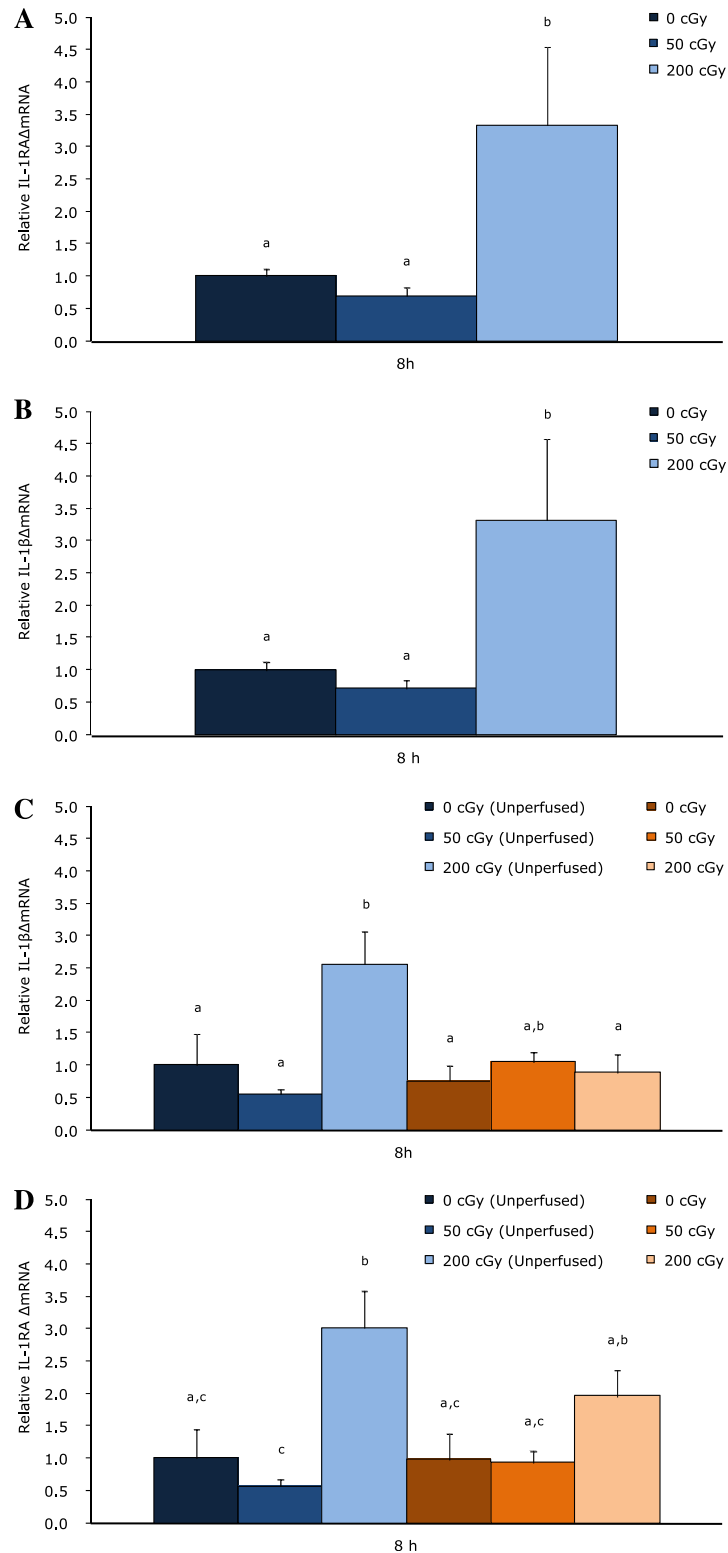 A
Relative IL-1RAΔmRNA
5.0
4.5
4.0
3.5
3.0
2.5
2.0
1.5
1.0
0.5
0.0
a
a
b
0 cGy
50 cGy
200 cGy
8h
B
Relative IL-1βΔmRNA
5.0
4.5
4.0
3.5
3.0
2.5
2.0
1.5
1.0
0.5
0.0
a
a
b
0 cGy
50 cGy
200 cGy
8 h
C
Relative IL-1βΔmRNA
5.0
4.5
4.0
3.5
3.0
2.5
2.0
1.5
1.0
0.5
0.0
0 cGy (Unperfused)
50 cGy (Unperfused)
200 cGy (Unperfused)
0 cGy
50 cGy
200 cGy
a
a
b
a
a,b
a
8h
D
Relative IL-1RA ΔmRNA
5.0
4.5
4.0
3.5
3.0
2.5
2.0
1.5
1.0
0.5
0.0
0 cGy (Unperfused)
50 cGy (Unperfused)
200 cGy (Unperfused)
0 cGy
50 cGy
200 cGy
a,c
c
b
a,c
a,c
a,b
8 h